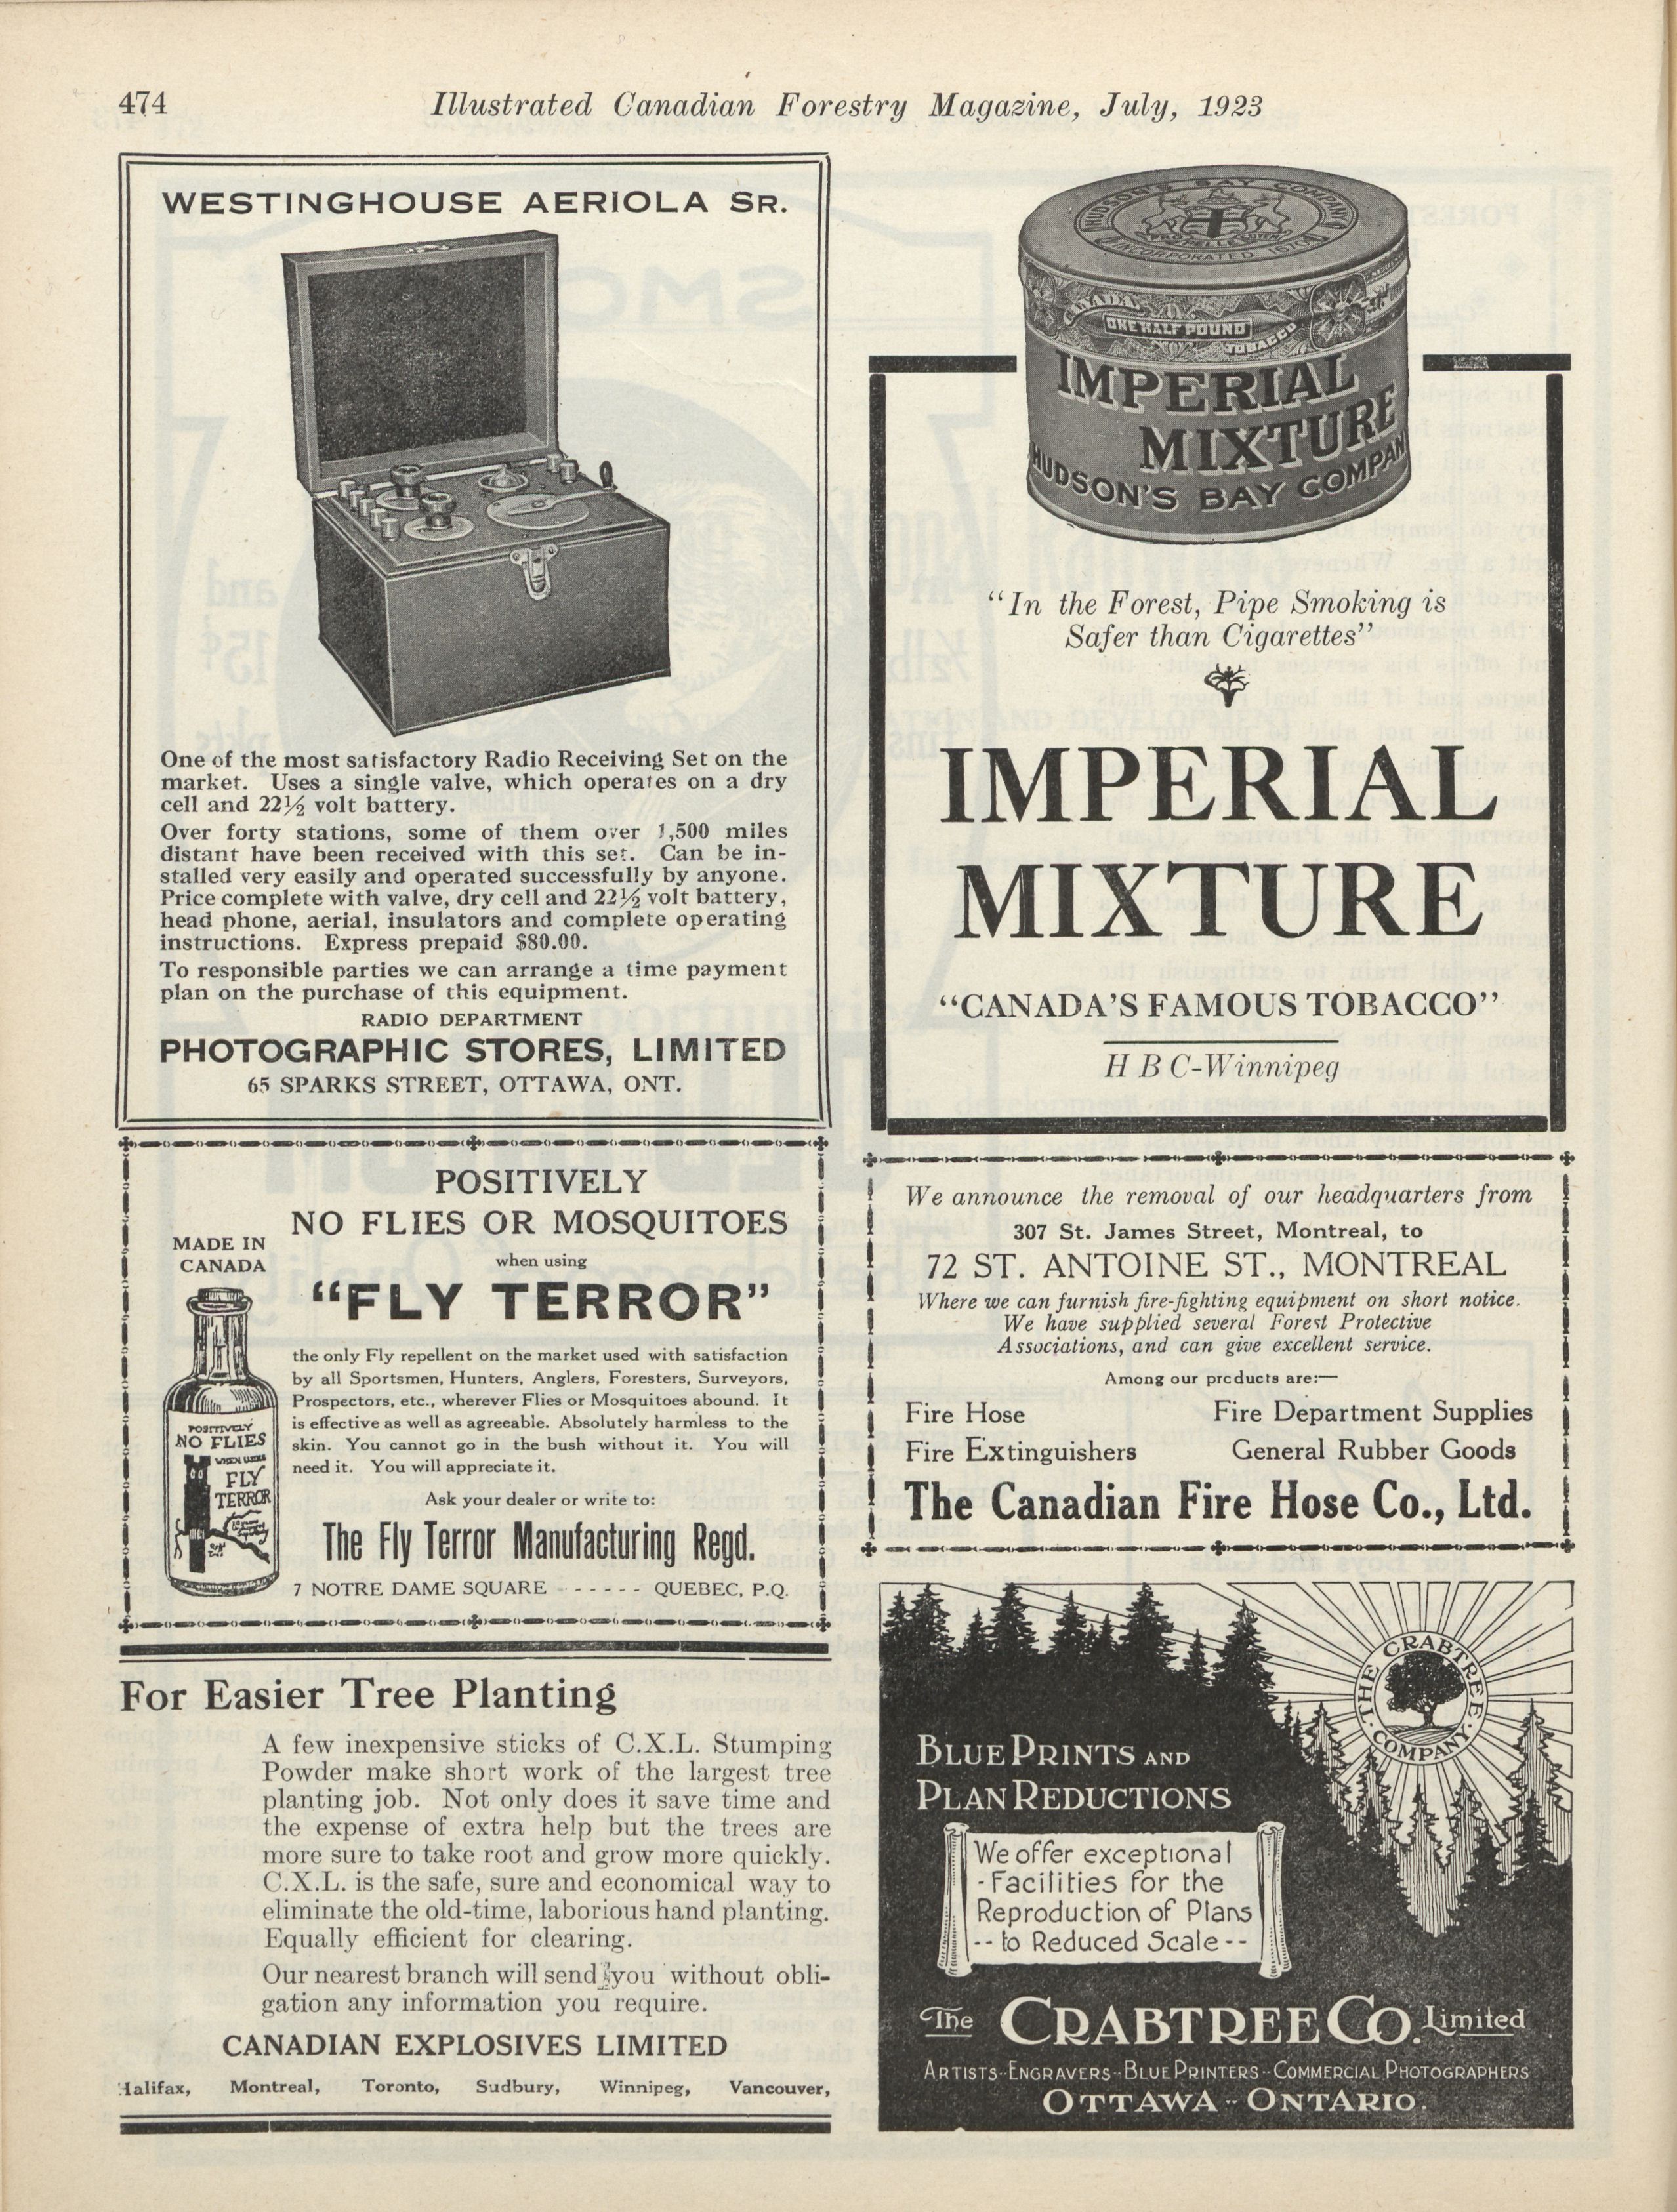 474
Illustrated Canadian Forestry Magazine, July, 1923
WESTINGHOUSE AERIOLA SR.
One of the most satisfactory Radio Receiving Set on the
market. Uses a single valve, which operates on a dry
cell and 22½ volt battery.
Over forty stations, some of them over 1,500 miles
distant have been received with this set. Can be in-
stalled very easily and operated successfully by anyone.
Price complete with valve, dry cell and 22½ volt battery,
head phone, aerial, insulators and complete operating
instructions. Express prepaid $80.00.
To responsible parties we can arrange a time payment
plan on the purchase of this equipment.
RADIO DEPARTMENT
PHOTOGRAPHIC STORES, LIMITED
65 SPARKS STREET, OTTAWA, ONT.
HUDSON'S BAY COMPANY
PRO PELLE CUTEM
INCORPORATED 1670
CANADA
ONE HALF POUND
TOBACCO
IMPERIAL
MIXTURE
HUDSON'S BAY COMPAN
"In the Forest, Pipe Smoking is
Safer than Cigarettes"
IMPERIAL
MIXTURE
"CANADA'S FAMOUS TOBACCO"
H B C-Winnipeg
POSITIVELY
NO FLIES OR MOSQUITOES
MADE IN
CANADA
when using
"FLY TERROR"
the only Fly repellent on the market used with satisfaction
by all Sportsmen, Hunters, Anglers, Foresters, Surveyors,
Prospectors, etc., wherever Flies or Mosquitoes abound. It
is effective as well as agreeable. Absolutely harmless to the
skin. You cannot go in the bush without it. You will
need it. You will appreciate it.
POSITIVELY
NO FLIES
WHEN USING
FLY
TERROR
Ask your dealer or write to:
The Fly Terror Manufacturing Regd.
7 NOTRE DAME SQUARE - - - - - - QUEBEC, P.Q.
We announce the removal of our headquarters from
307 St. James Street, Montreal, to
72 ST. ANTOINE ST., MONTREAL
Where we can furnish fire-fighting equipment on short notice.
We have supplied several Forest Protective
Associations, and can give excellent service.
Among our products are:—
Fire Hose Fire Department Supplies
Fire Extinguishers General Rubber Goods
The Canadian Fire Hose Co., Ltd.
For Easier Tree Planting
A few inexpensive sticks of C.X.L. Stumping
Powder make short work of the largest tree
planting job. Not only does it save time and
the expense of extra help but the trees are
more sure to take root and grow more quickly.
C.X.L. is the safe, sure and economical way to
eliminate the old-time, laborious hand planting.
Equally efficient for clearing.
Our nearest branch will send you without obli-
gation any information you require.
CANADIAN EXPLOSIVES LIMITED
Halifax, Montreal, Toronto, Sudbury, Winnipeg, Vancouver,
THE CRABTREE
COMPANY
BLUE PRINTS AND
PLAN REDUCTIONS
We offer exceptional
- Facilities for the
Reproduction of Plans
-- to Reduced Scale --
The CRABTREE CO. Limited
ARTISTS-ENGRAVERS-BLUE PRINTERS-COMMERCIAL PHOTOGRAPHERS
OTTAWA - ONTARIO.